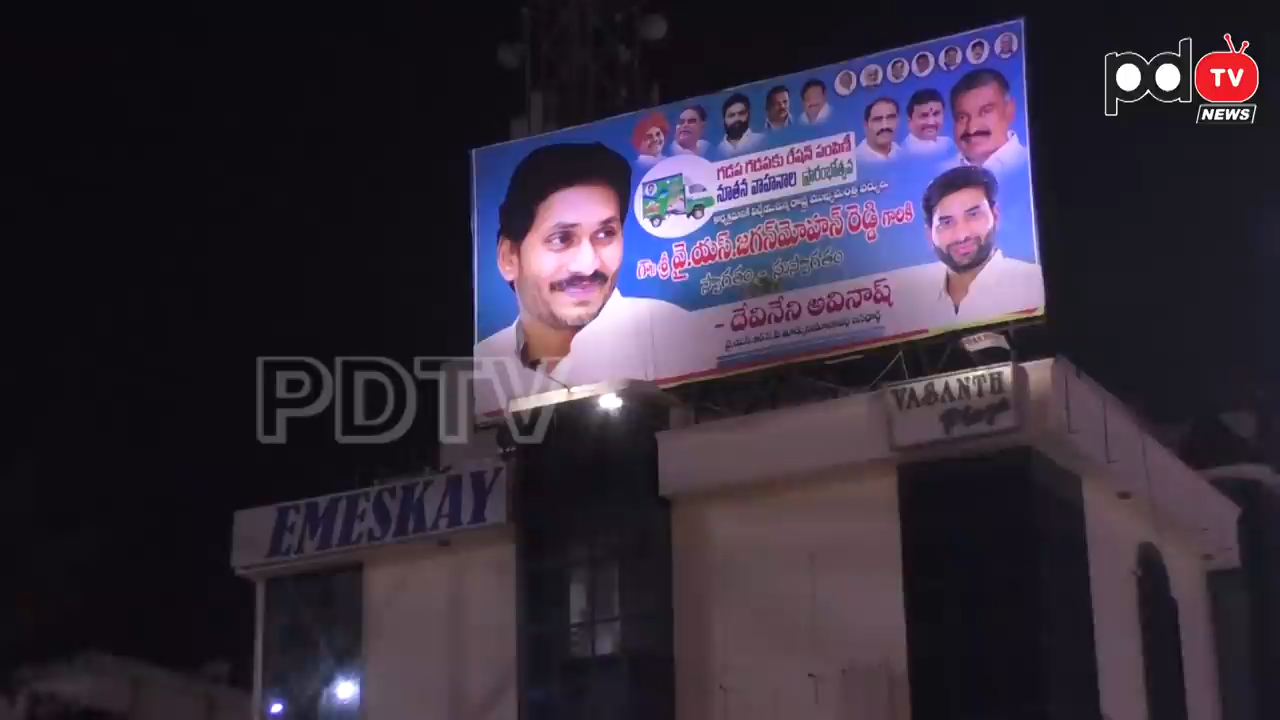 pd TV
NEWS
గడప గడపకు రేషన్ పంపిణీ
నూతన వాహనాల ప్రారంభోత్సవ
గౌ॥ శ్రీ వై.యస్.జగన్‌మోహన్ రెడ్డి గారికి
స్వాగతం - సుస్వాగతం
- దేవినేని అవినాష్
PDTV
VASANTH
Plaza
EMESKAY